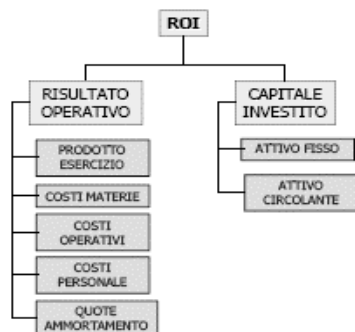 ROI
RISULTATO
OPERATIVO
PRODOTTO
ESERCIZIO
COSTI MATERIE
COSTI
OPERATIVI
COSTI
PERSONALE
QUOTE
AMMORTAMENTO
CAPITALE
INVESTITO
ATTIVO FISSO
ATTIVO
CIRCOLANTE